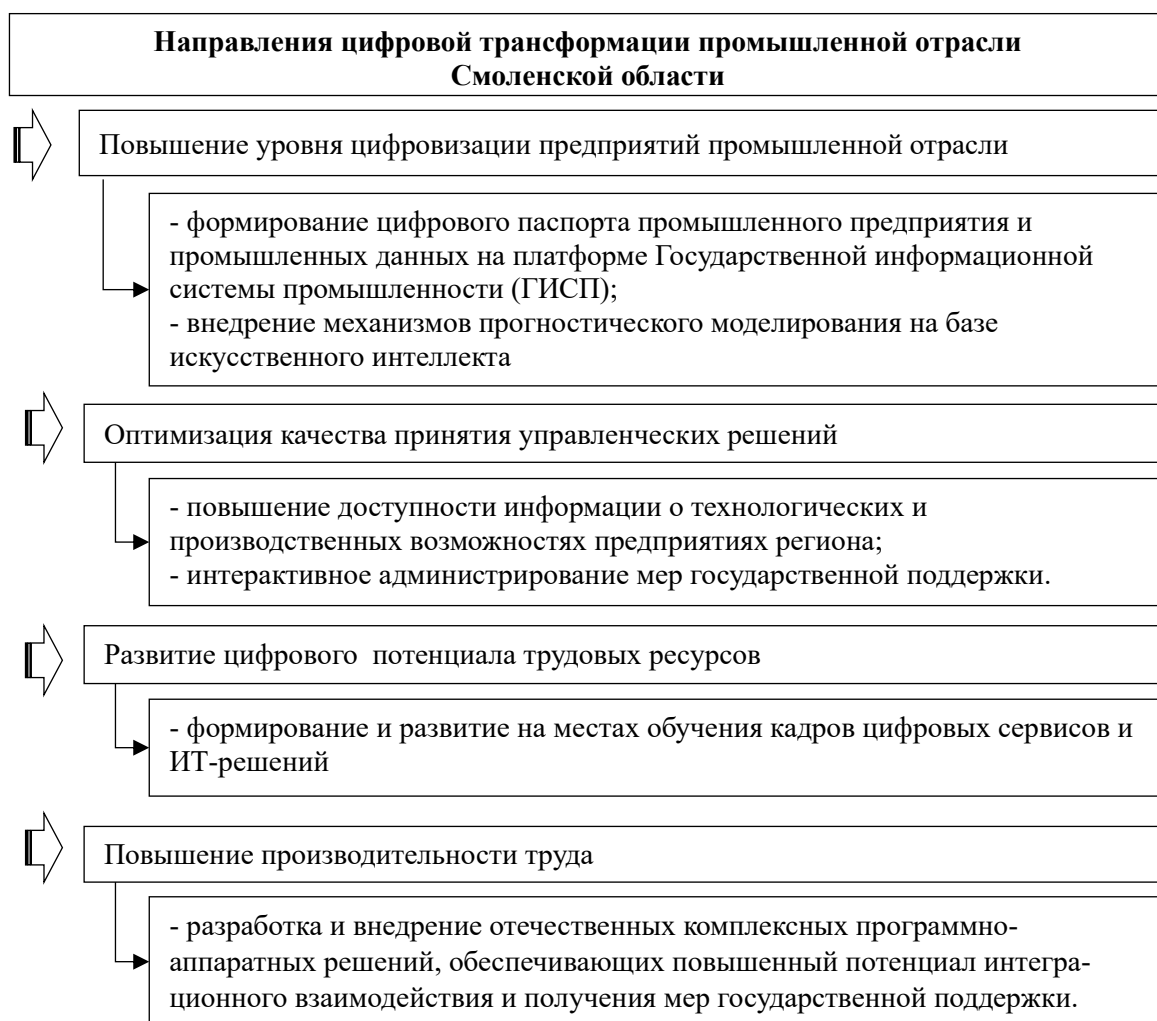 Направления цифровой трансформации промышленной отрасли
Смоленской области
Повышение уровня цифровизации предприятий промышленной отрасли
- формирование цифрового паспорта промышленного предприятия и
промышленных данных на платформе Государственной информационной
системы промышленности (ГИСП);
- внедрение механизмов прогностического моделирования на базе
искусственного интеллекта
Оптимизация качества принятия управленческих решений
- повышение доступности информации о технологических и
производственных возможностях предприятиях региона;
- интерактивное администрирование мер государственной поддержки.
Развитие цифрового  потенциала трудовых ресурсов
- формирование и развитие на местах обучения кадров цифровых сервисов и
ИТ-решений
Повышение производительности труда
- разработка и внедрение отечественных комплексных программно-
аппаратных решений, обеспечивающих повышенный потенциал интегра-
ционного взаимодействия и получения мер государственной поддержки.